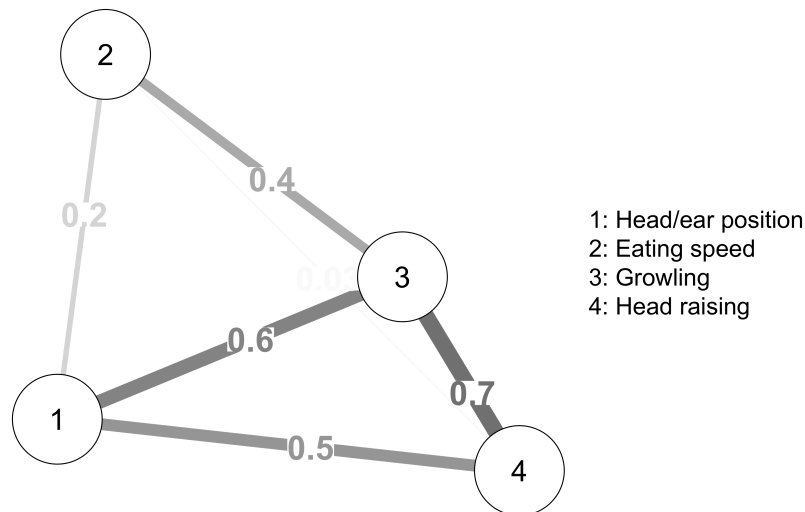 2
0.4
0.2
0.03
3
0.6
0.7
1
0.5
4
1: Head/ear position
2: Eating speed
3: Growling
4: Head raising